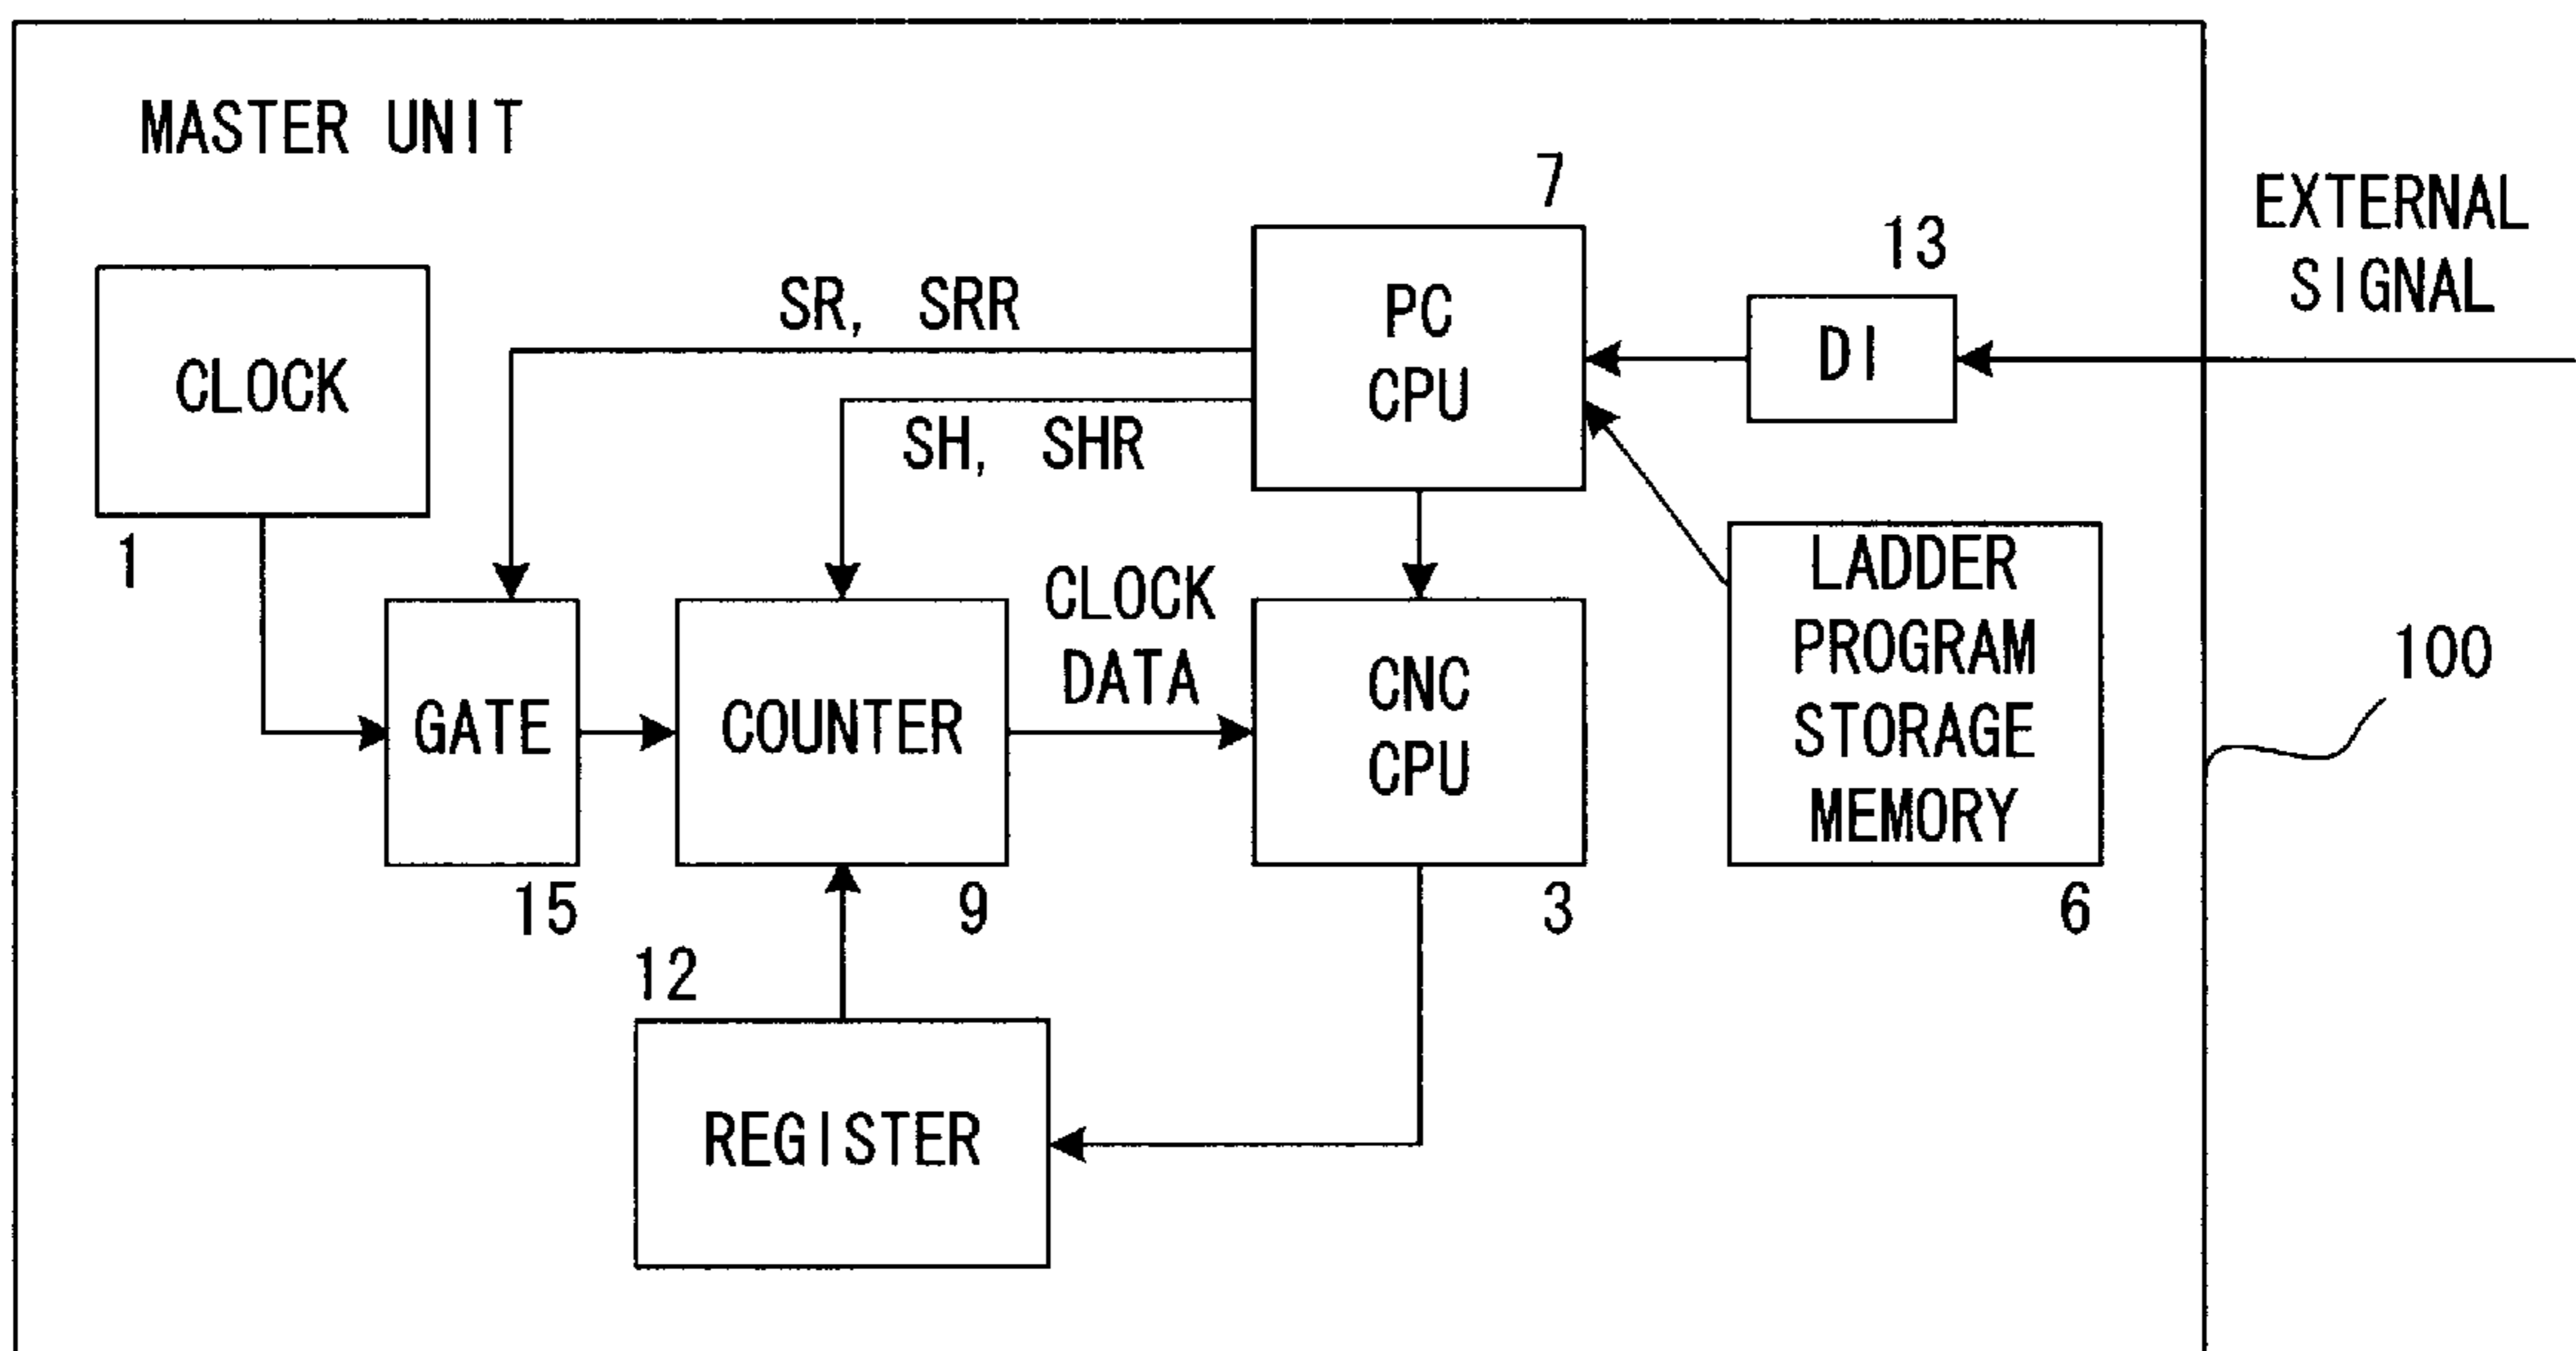 MASTER UNIT
7
EXTERNAL
SIGNAL
13
CLOCK
1
SR, SRR
SH, SHR
PC
CPU
DI
LADDER
PROGRAM
STORAGE
MEMORY
6
100
GATE
15
COUNTER
9
CLOCK
DATA
CNC
CPU
3
12
REGISTER